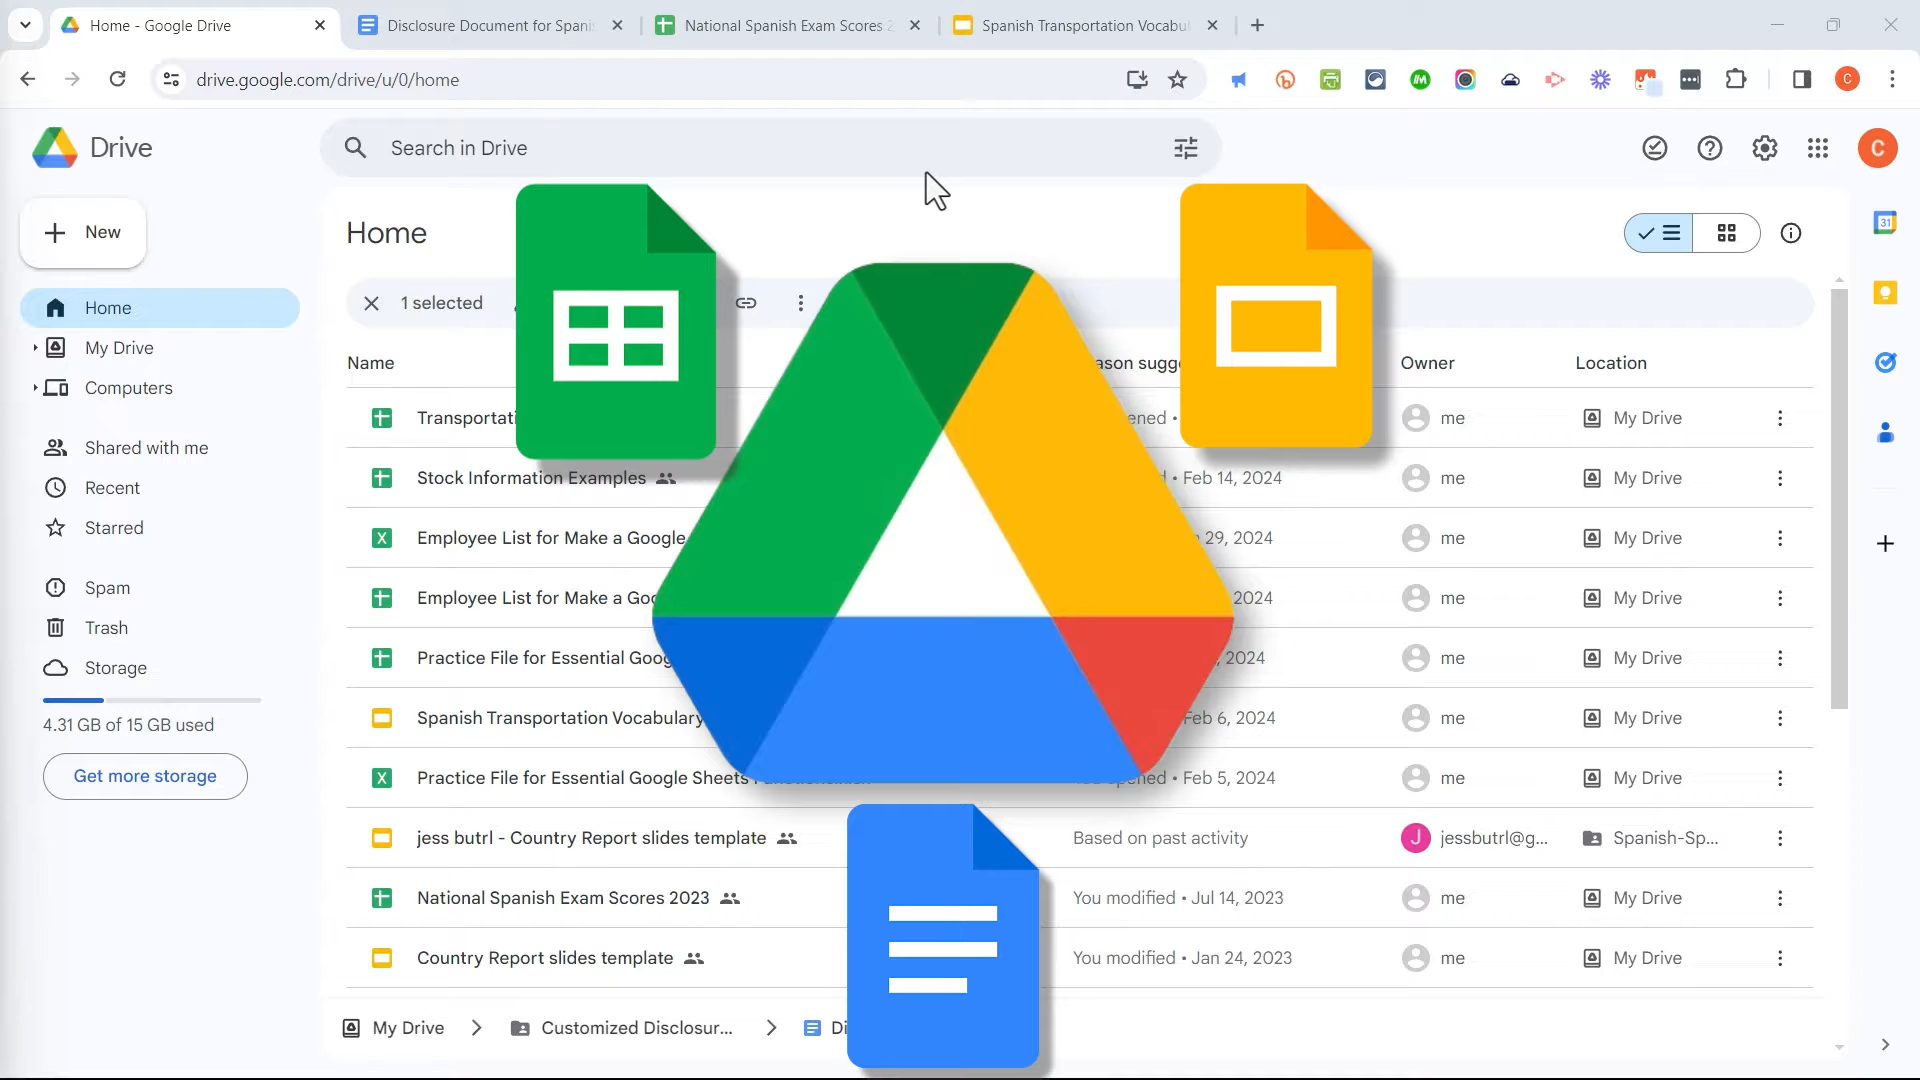 Home - Google Drive
Disclosure Document for Spani
National Spanish Exam Scores 2
Spanish Transportation Vocabul
drive.google.com/drive/u/0/home
C
Drive
Search in Drive
C
New
Home
31
Home
1 selected
My Drive
Name
Owner
Location
Computers
me
My Drive
Shared with me
Stock Information Examples
Feb 14, 2024
me
My Drive
Recent
Starred
Employee List for Make a Google
29, 2024
me
My Drive
Spam
Employee List for Make a
2024
me
My Drive
Trash
Practice File for Essential
2024
me
My Drive
Storage
4.31 GB of 15 GB used
Spanish Transportation Vocabulary
Feb 6, 2024
me
My Drive
Get more storage
Practice File for Essential Google Sheets
• Feb 5, 2024
me
My Drive
jess butrl - Country Report slides template
Based on past activity
J
jessbutrl@g...
Spanish-Sp...
National Spanish Exam Scores 2023
You modified • Jul 14, 2023
me
My Drive
Country Report slides template
You modified • Jan 24, 2023
me
My Drive
My Drive
Customized Disclosur...